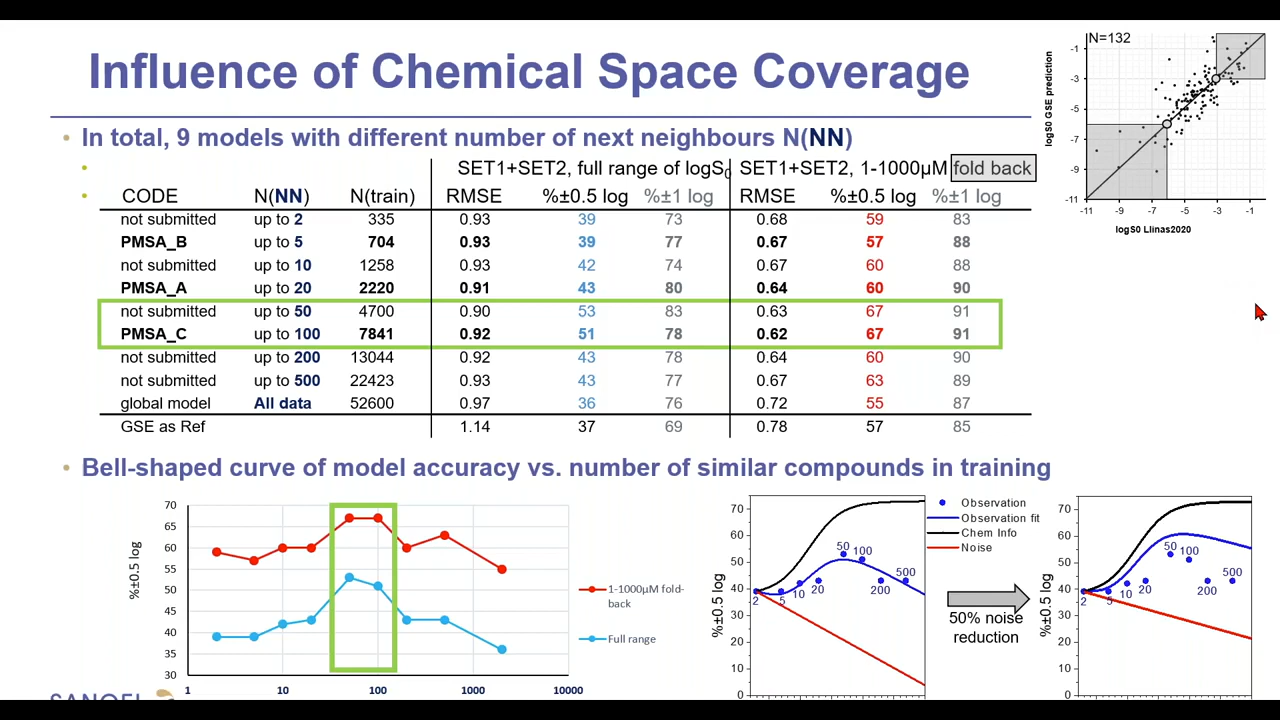 Influence of Chemical Space Coverage
N=132
-1
-3
-5
-7
-9
-11
-11 -9 -7 -5 -3 -1
logS0 GSE prediction
logS0 Llinas2020
• In total, 9 models with different number of next neighbours N(NN)
SET1+SET2, full range of logS0 SET1+SET2, 1-1000µM fold back
CODE N(NN) N(train) RMSE %±0.5 log %±1 log RMSE %±0.5 log %±1 log
not submitted up to 2 335 0.93 39 73 0.68 59 83
PMSA_B up to 5 704 0.93 39 77 0.67 57 88
not submitted up to 10 1258 0.93 42 74 0.67 60 88
PMSA_A up to 20 2220 0.91 43 80 0.64 60 90
not submitted up to 50 4700 0.90 53 83 0.63 67 91
PMSA_C up to 100 7841 0.92 51 78 0.62 67 91
not submitted up to 200 13044 0.92 43 78 0.64 60 90
not submitted up to 500 22423 0.93 43 77 0.67 63 89
global model All data 52600 0.97 36 76 0.72 55 87
GSE as Ref 1.14 37 69 0.78 57 85
• Bell-shaped curve of model accuracy vs. number of similar compounds in training
%±0.5 log
70
65
60
55
50
45
40
35
30
1 10 100 1000 10000
1-1000µM fold-
back
Full range
%±0.5 log
70
60
50
40
30
20
10
0
2 5 10 20 50 100 200 500
Observation
Observation fit
Chem Info
Noise
50% noise
reduction
%±0.5 log
70
60
50
40
30
20
10
0
2 5 10 20 50 100 200 500